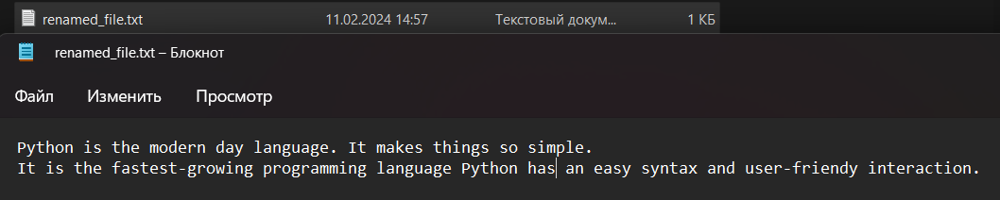 renamed_file.txt 11.02.2024 14:57 Текстовый докум... 1 КБ
renamed_file.txt – Блокнот
Файл Изменить Просмотр
Python is the modern day language. It makes things so simple.
It is the fastest-growing programming language Python has an easy syntax and user-friendy interaction.